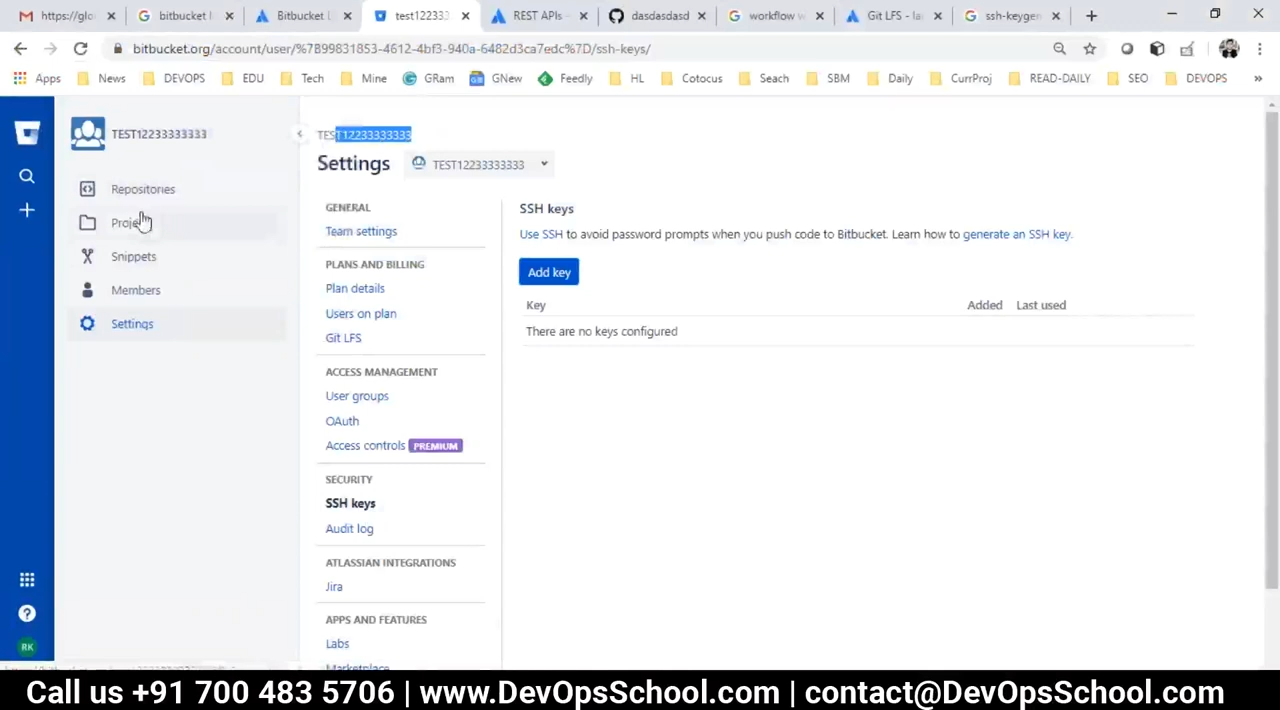 https://glo
bitbucket l
Bitbucket D
test122333
REST APIs –
dasdasdasd
workflow w
Git LFS - la
ssh-keygen
bitbucket.org/account/user/%7B99831853-4612-4bf3-940a-6482d3ca7edc%7D/ssh-keys/
Apps
News
DEVOPS
EDU
Tech
Mine
GRam
GNew
Feedly
HL
Cotocus
Seach
SBM
Daily
CurrProj
READ-DAILY
SEO
DEVOPS
»
TEST12233333333
Repositories
Proje
Snippets
Members
Settings
RK
TEST12233333333
Settings
TEST12233333333
GENERAL
Team settings
PLANS AND BILLING
Plan details
Users on plan
Git LFS
ACCESS MANAGEMENT
User groups
OAuth
Access controls PREMIUM
SECURITY
SSH keys
Audit log
ATLASSIAN INTEGRATIONS
Jira
APPS AND FEATURES
Labs
Marketplace
SSH keys
Use SSH to avoid password prompts when you push code to Bitbucket. Learn how to generate an SSH key.
Add key
Key Added Last used
There are no keys configured
Call us +91 700 483 5706 | www.DevOpsSchool.com | contact@DevOpsSchool.com